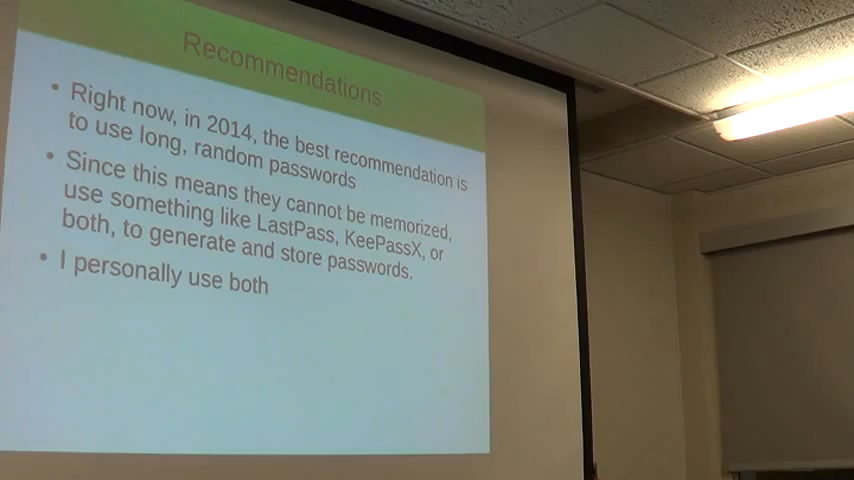 Recommendations
• Right now, in 2014, the best recommendation is
to use long, random passwords
• Since this means they cannot be memorized,
use something like LastPass, KeePassX, or
both, to generate and store passwords.
• I personally use both